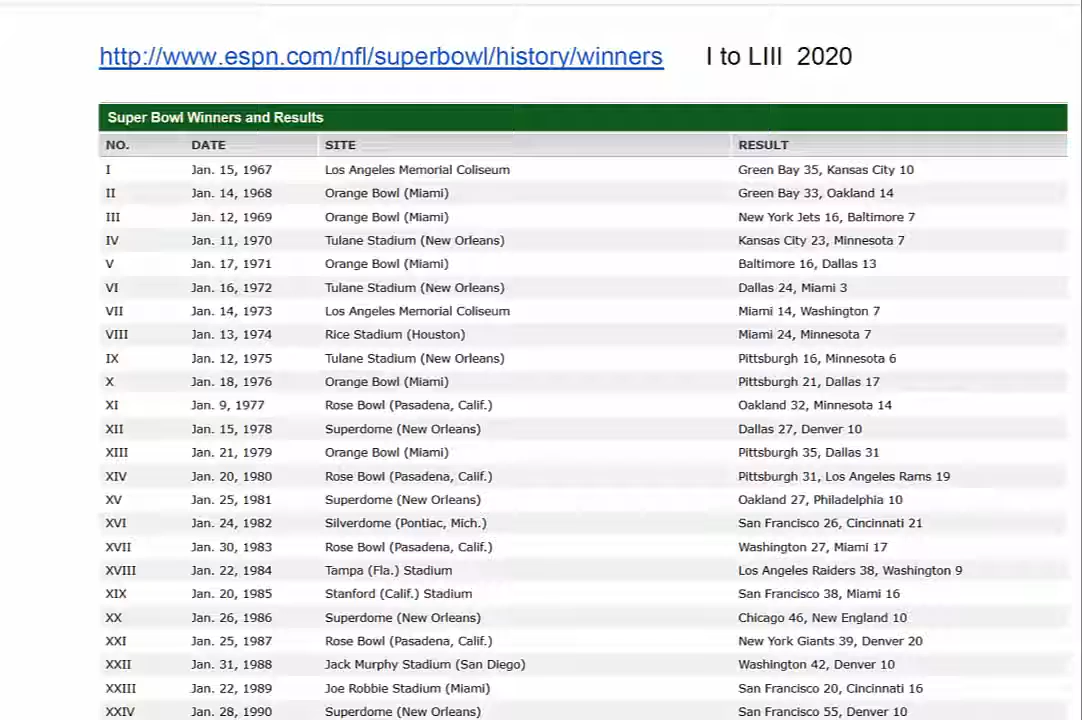 http://www.espn.com/nfl/superbowl/history/winners I to LIII 2020
Super Bowl Winners and Results
NO. DATE SITE RESULT
I Jan. 15, 1967 Los Angeles Memorial Coliseum Green Bay 35, Kansas City 10
II Jan. 14, 1968 Orange Bowl (Miami) Green Bay 33, Oakland 14
III Jan. 12, 1969 Orange Bowl (Miami) New York Jets 16, Baltimore 7
IV Jan. 11, 1970 Tulane Stadium (New Orleans) Kansas City 23, Minnesota 7
V Jan. 17, 1971 Orange Bowl (Miami) Baltimore 16, Dallas 13
VI Jan. 16, 1972 Tulane Stadium (New Orleans) Dallas 24, Miami 3
VII Jan. 14, 1973 Los Angeles Memorial Coliseum Miami 14, Washington 7
VIII Jan. 13, 1974 Rice Stadium (Houston) Miami 24, Minnesota 7
IX Jan. 12, 1975 Tulane Stadium (New Orleans) Pittsburgh 16, Minnesota 6
X Jan. 18, 1976 Orange Bowl (Miami) Pittsburgh 21, Dallas 17
XI Jan. 9, 1977 Rose Bowl (Pasadena, Calif.) Oakland 32, Minnesota 14
XII Jan. 15, 1978 Superdome (New Orleans) Dallas 27, Denver 10
XIII Jan. 21, 1979 Orange Bowl (Miami) Pittsburgh 35, Dallas 31
XIV Jan. 20, 1980 Rose Bowl (Pasadena, Calif.) Pittsburgh 31, Los Angeles Rams 19
XV Jan. 25, 1981 Superdome (New Orleans) Oakland 27, Philadelphia 10
XVI Jan. 24, 1982 Silverdome (Pontiac, Mich.) San Francisco 26, Cincinnati 21
XVII Jan. 30, 1983 Rose Bowl (Pasadena, Calif.) Washington 27, Miami 17
XVIII Jan. 22, 1984 Tampa (Fla.) Stadium Los Angeles Raiders 38, Washington 9
XIX Jan. 20, 1985 Stanford (Calif.) Stadium San Francisco 38, Miami 16
XX Jan. 26, 1986 Superdome (New Orleans) Chicago 46, New England 10
XXI Jan. 25, 1987 Rose Bowl (Pasadena, Calif.) New York Giants 39, Denver 20
XXII Jan. 31, 1988 Jack Murphy Stadium (San Diego) Washington 42, Denver 10
XXIII Jan. 22, 1989 Joe Robbie Stadium (Miami) San Francisco 20, Cincinnati 16
XXIV Jan. 28, 1990 Superdome (New Orleans) San Francisco 55, Denver 10